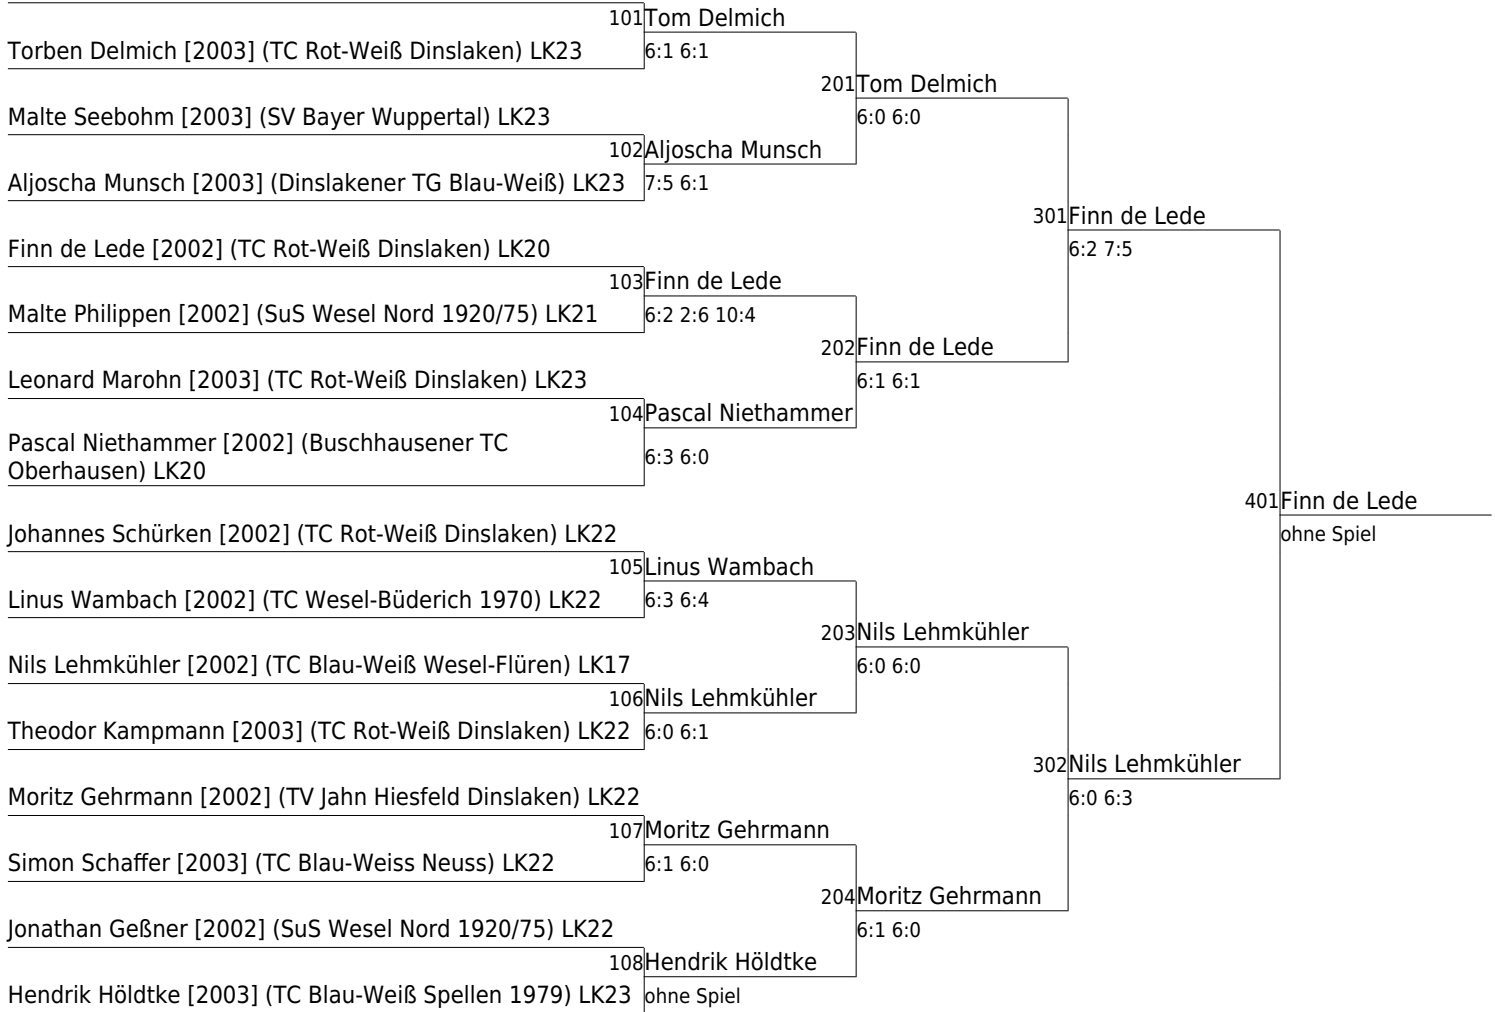 101 Tom Delmich
Torben Delmich [2003] (TC Rot-Weiß Dinslaken) LK23
6:1 6:1
201 Tom Delmich
Malte Seebohm [2003] (SV Bayer Wuppertal) LK23
6:0 6:0
102 Aljoscha Munsch
Aljoscha Munsch [2003] (Dinslakener TG Blau-Weiß) LK23
7:5 6:1
301 Finn de Lede
Finn de Lede [2002] (TC Rot-Weiß Dinslaken) LK20
6:2 7:5
103 Finn de Lede
Malte Philippen [2002] (SuS Wesel Nord 1920/75) LK21
6:2 2:6 10:4
202 Finn de Lede
Leonard Marohn [2003] (TC Rot-Weiß Dinslaken) LK23
6:1 6:1
104 Pascal Niethammer
Pascal Niethammer [2002] (Buschhausener TC
Oberhausen) LK20
6:3 6:0
401 Finn de Lede
Johannes Schürken [2002] (TC Rot-Weiß Dinslaken) LK22
ohne Spiel
105 Linus Wambach
Linus Wambach [2002] (TC Wesel-Büderich 1970) LK22
6:3 6:4
203 Nils Lehmkühler
Nils Lehmkühler [2002] (TC Blau-Weiß Wesel-Flüren) LK17
6:0 6:0
106 Nils Lehmkühler
Theodor Kampmann [2003] (TC Rot-Weiß Dinslaken) LK22
6:0 6:1
302 Nils Lehmkühler
Moritz Gehrmann [2002] (TV Jahn Hiesfeld Dinslaken) LK22
6:0 6:3
107 Moritz Gehrmann
Simon Schaffer [2003] (TC Blau-Weiss Neuss) LK22
6:1 6:0
204 Moritz Gehrmann
Jonathan Geßner [2002] (SuS Wesel Nord 1920/75) LK22
6:1 6:0
108 Hendrik Höldtke
Hendrik Höldtke [2003] (TC Blau-Weiß Spellen 1979) LK23
ohne Spiel